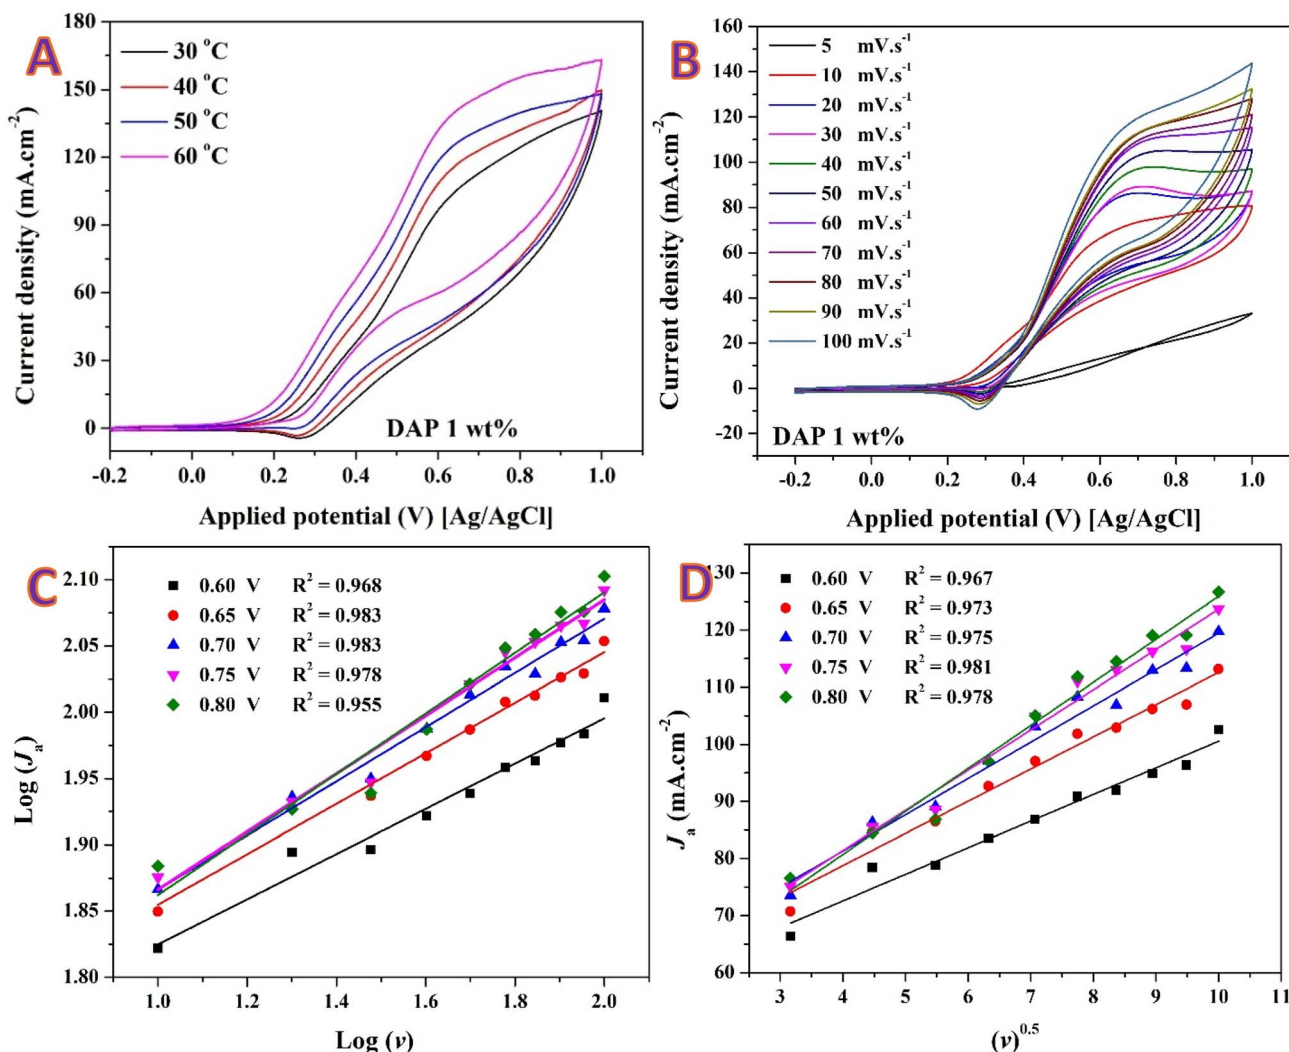 A
30 °C
40 °C
50 °C
60 °C
180
150
120
90
60
30
0
Current density (mA.cm⁻²)
DAP 1 wt%
-0.2 0.0 0.2 0.4 0.6 0.8 1.0
Applied potential (V) [Ag/AgCl]
B
5 mV.s⁻¹
10 mV.s⁻¹
20 mV.s⁻¹
30 mV.s⁻¹
40 mV.s⁻¹
50 mV.s⁻¹
60 mV.s⁻¹
70 mV.s⁻¹
80 mV.s⁻¹
90 mV.s⁻¹
100 mV.s⁻¹
160
140
120
100
80
60
40
20
0
-20
Current density (mA.cm⁻²)
DAP 1 wt%
-0.2 0.0 0.2 0.4 0.6 0.8 1.0
Applied potential (V) [Ag/AgCl]
C
0.60 V R² = 0.968
0.65 V R² = 0.983
0.70 V R² = 0.983
0.75 V R² = 0.978
0.80 V R² = 0.955
2.10
2.05
2.00
1.95
1.90
1.85
1.80
Log (Jₐ)
1.0 1.2 1.4 1.6 1.8 2.0
Log (v)
D
0.60 V R² = 0.967
0.65 V R² = 0.973
0.70 V R² = 0.975
0.75 V R² = 0.981
0.80 V R² = 0.978
130
120
110
100
90
80
70
60
Jₐ (mA.cm⁻²)
3 4 5 6 7 8 9 10 11
(v)⁰·⁵